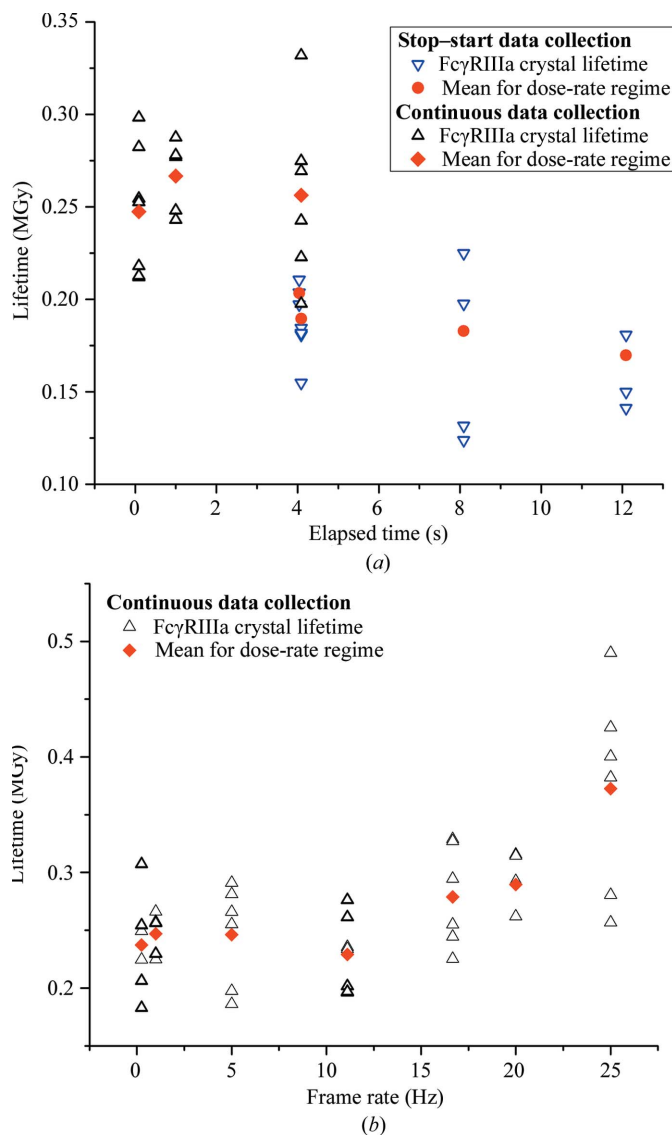 0.35
0.30
0.25
0.20
0.15
0.10
Lifetime (MGy)
Stop–start data collection
FcγRIIIa crystal lifetime
Mean for dose-rate regime
Continuous data collection
FcγRIIIa crystal lifetime
Mean for dose-rate regime
0 2 4 6 8 10 12
Elapsed time (s)
(a)
Continuous data collection
FcγRIIIa crystal lifetime
Mean for dose-rate regime
0.5
0.4
0.3
0.2
Lifetime (MGy)
0 5 10 15 20 25
Frame rate (Hz)
(b)